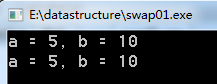 E:\datastructure\swap01.exe
a = 5, b = 10
a = 5, b = 10